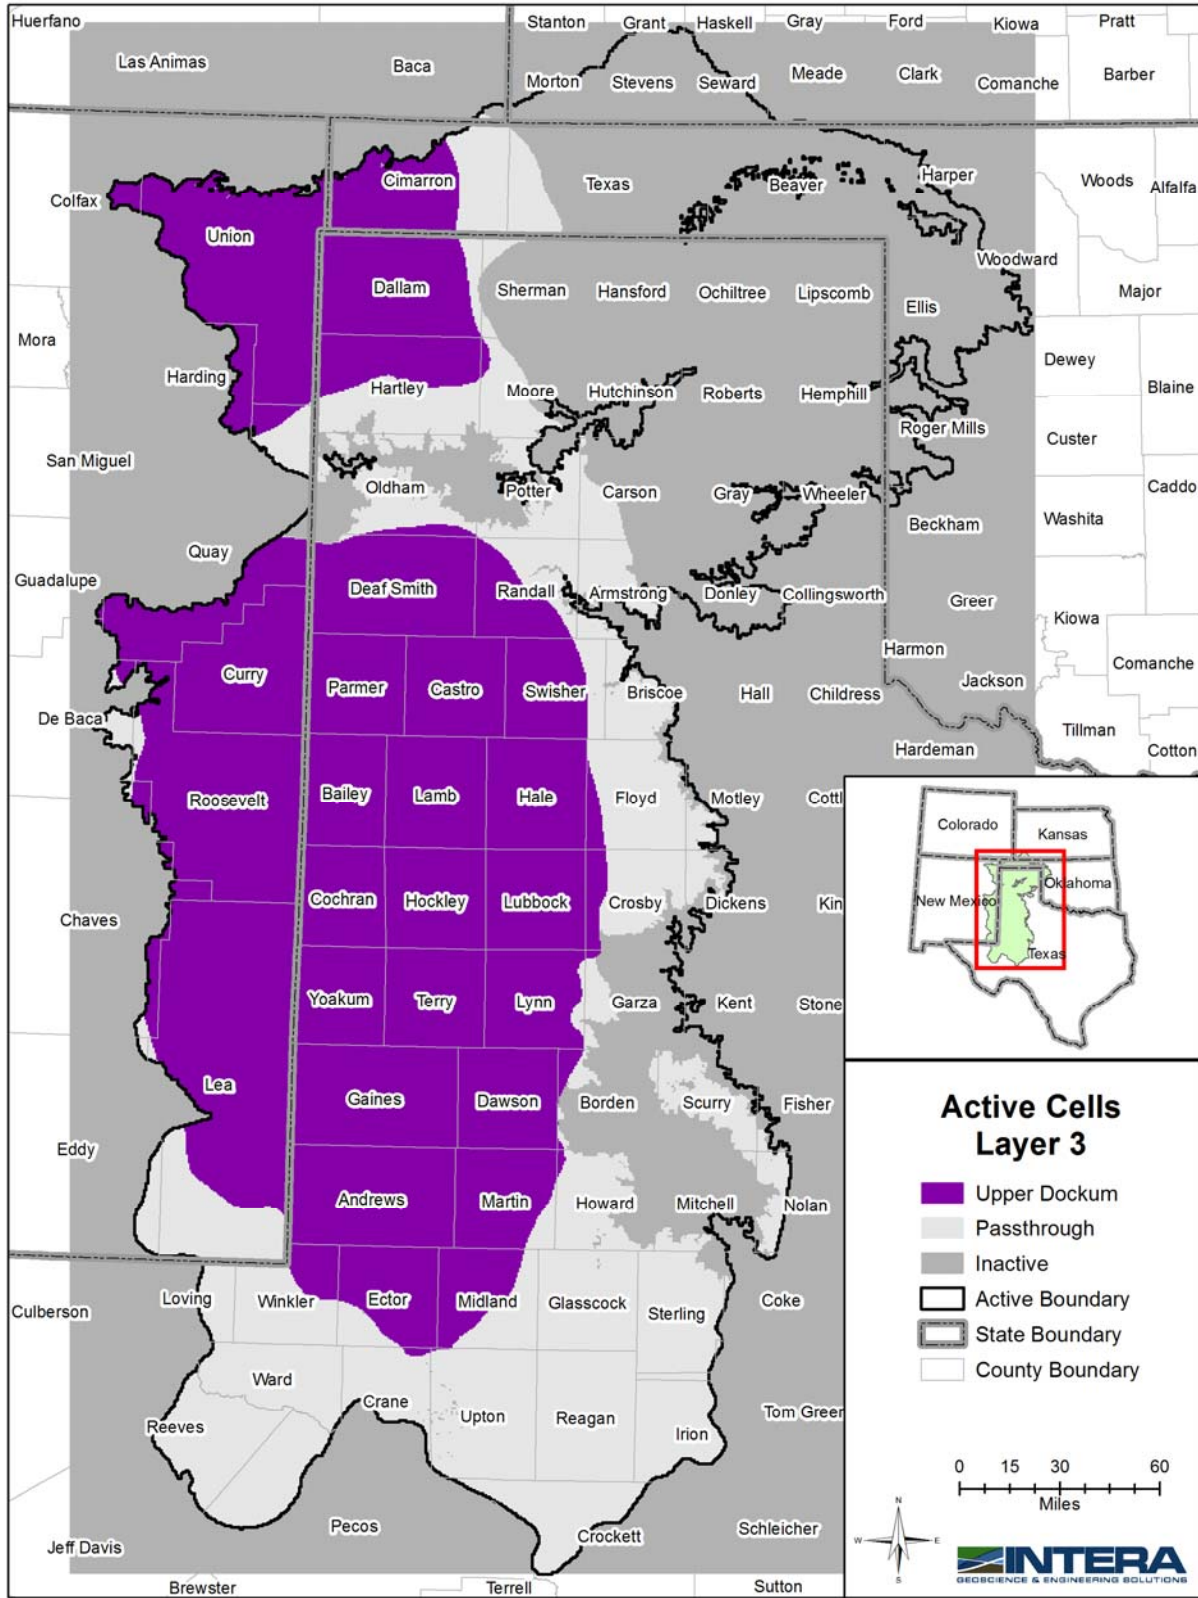 Huerfano
Stanton
Grant
Haskell
Gray
Ford
Kiowa
Pratt
Las Animas
Baca
Morton
Stevens
Seward
Meade
Clark
Comanche
Barber
Colfax
Union
Cimarron
Texas
Beaver
Harper
Woods
Alfalfa
Dallam
Sherman
Hansford
Ochiltree
Lipscomb
Ellis
Woodward
Major
Mora
Harding
Hartley
Moore
Hutchinson
Roberts
Hemphill
Roger Mills
Dewey
Blaine
Custer
San Miguel
Oldham
Potter
Carson
Gray
Wheeler
Beckham
Washita
Caddo
Quay
Guadalupe
Deaf Smith
Randall
Armstrong
Donley
Collingsworth
Greer
Kiowa
Harmon
Comanche
Curry
Parmer
Castro
Swisher
Briscoe
Hall
Childress
Jackson
De Baca
Tillman
Cotton
Hardeman
Roosevelt
Bailey
Lamb
Hale
Floyd
Motley
Cottl
Chaves
Cochran
Hockley
Lubbock
Crosby
Dickens
Kin
Yoakum
Terry
Lynn
Garza
Kent
Stone
Lea
Gaines
Dawson
Borden
Scurry
Fisher
Eddy
Andrews
Martin
Howard
Mitchell
Nolan
Culberson
Loving
Winkler
Ector
Midland
Glasscock
Sterling
Coke
Ward
Crane
Upton
Reagan
Irion
Tom Green
Reeves
Pecos
Crockett
Schleicher
Jeff Davis
Brewster
Terrell
Sutton
Colorado
Kansas
New Mexico
Oklahoma
Texas
Active Cells
Layer 3
Upper Dockum
Passthrough
Inactive
Active Boundary
State Boundary
County Boundary
0 15 30 60
Miles
N
W E
S
INTERA
GEOSCIENCE & ENGINEERING SOLUTIONS